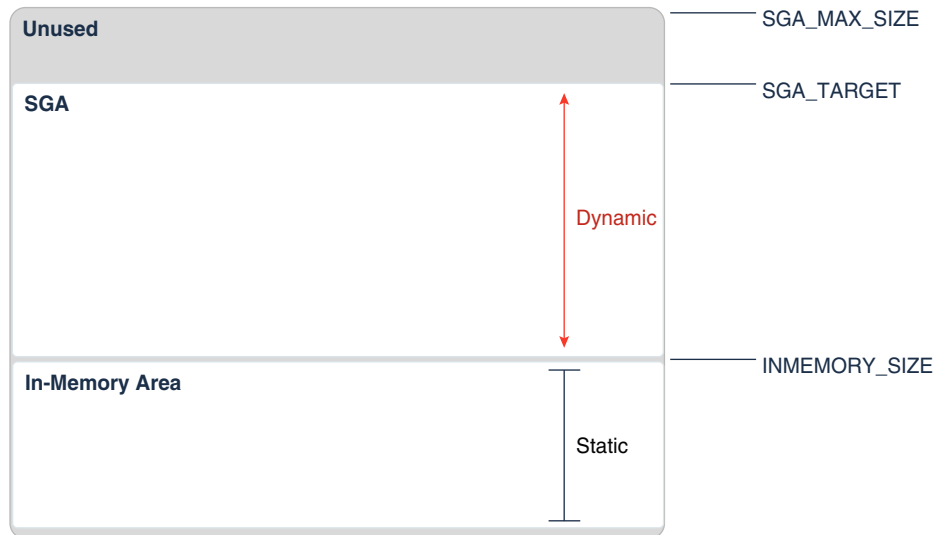 Unused
SGA_MAX_SIZE
SGA_TARGET
SGA
Dynamic
INMEMORY_SIZE
In-Memory Area
Static